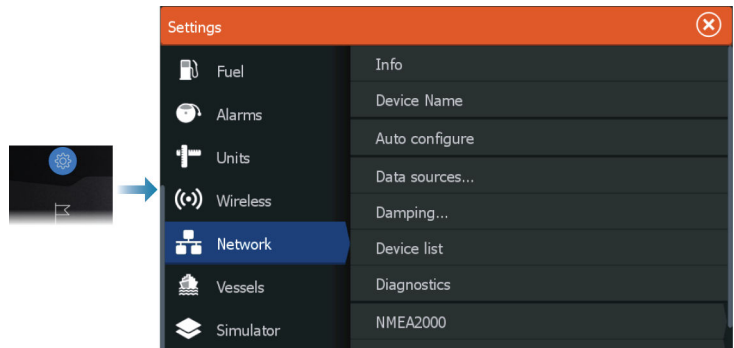 Settings
Fuel
Alarms
Units
Wireless
Network
Vessels
Simulator
Info
Device Name
Auto configure
Data sources...
Damping...
Device list
Diagnostics
NMEA2000